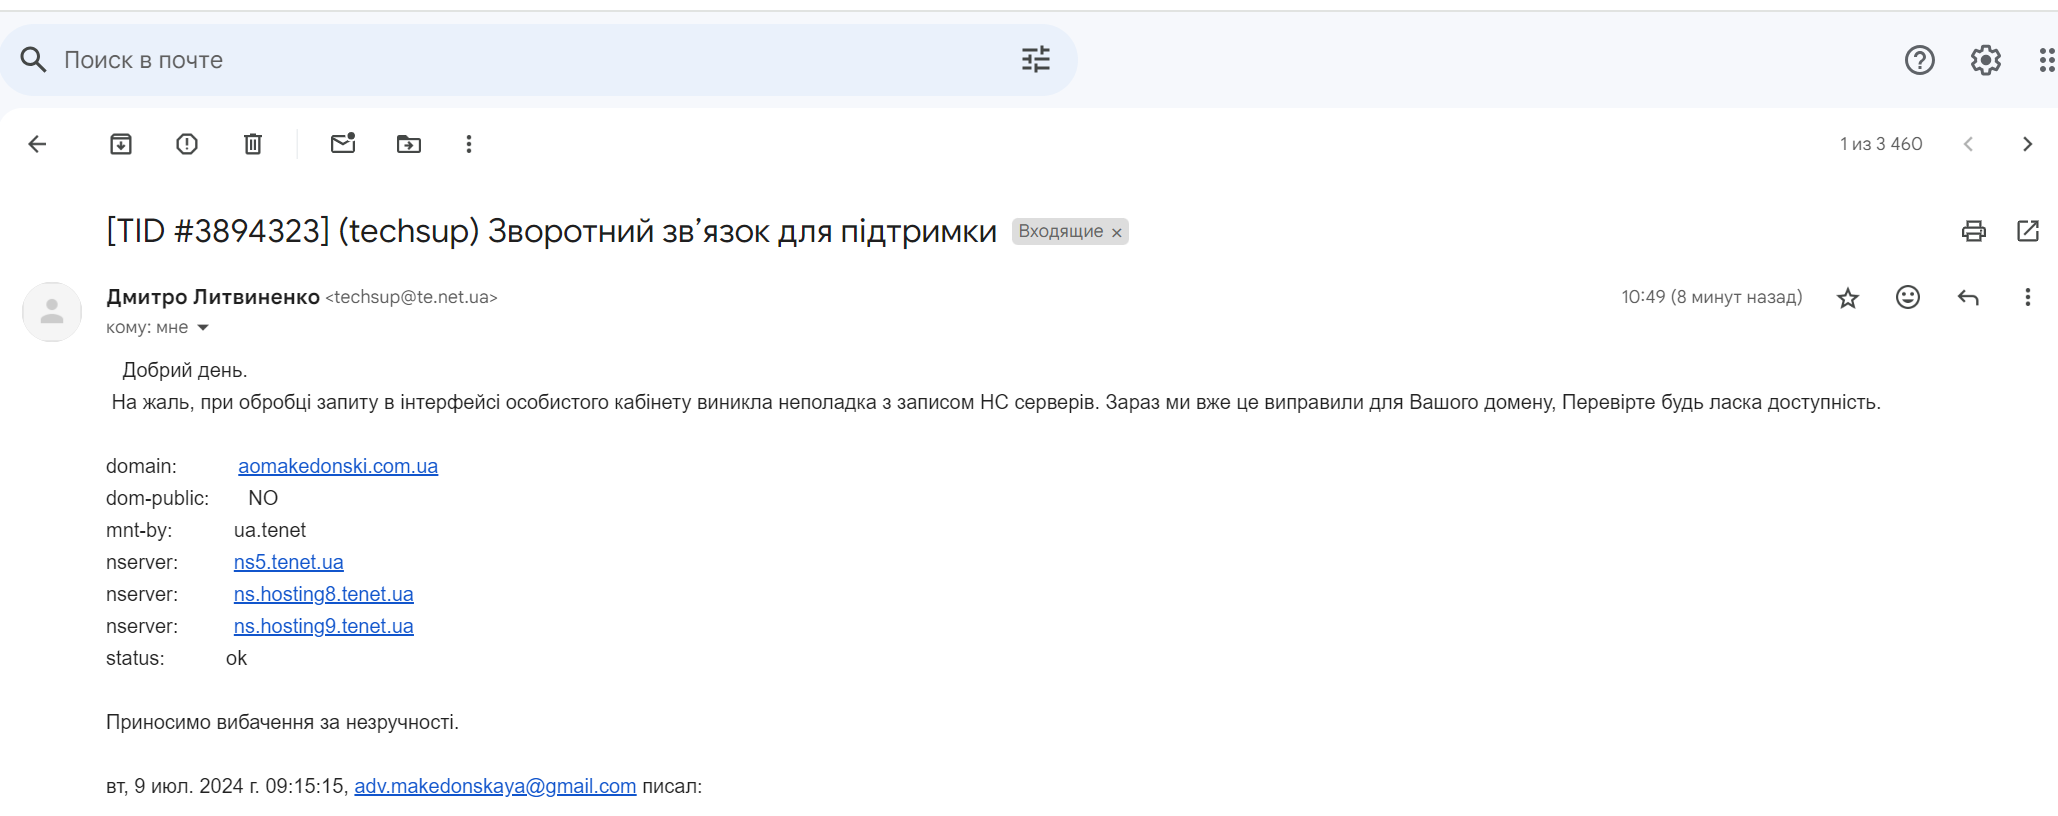 Поиск в почте
1 из 3 460
[TID #3894323] (techsup) Зворотний зв’язок для підтримки Входящие ×
Дмитро Литвиненко <techsup@te.net.ua> 10:49 (8 минут назад)
кому: мне
Добрий день.
На жаль, при обробці запиту в інтерфейсі особистого кабінету виникла неполадка з записом НС серверів. Зараз ми вже це виправили для Вашого домену, Перевірте будь ласка доступність.
domain: aomakedonski.com.ua
dom-public: NO
mnt-by: ua.tenet
nserver: ns5.tenet.ua
nserver: ns.hosting8.tenet.ua
nserver: ns.hosting9.tenet.ua
status: ok
Приносимо вибачення за незручності.
вт, 9 июл. 2024 г. 09:15:15, adv.makedonskaya@gmail.com писал: